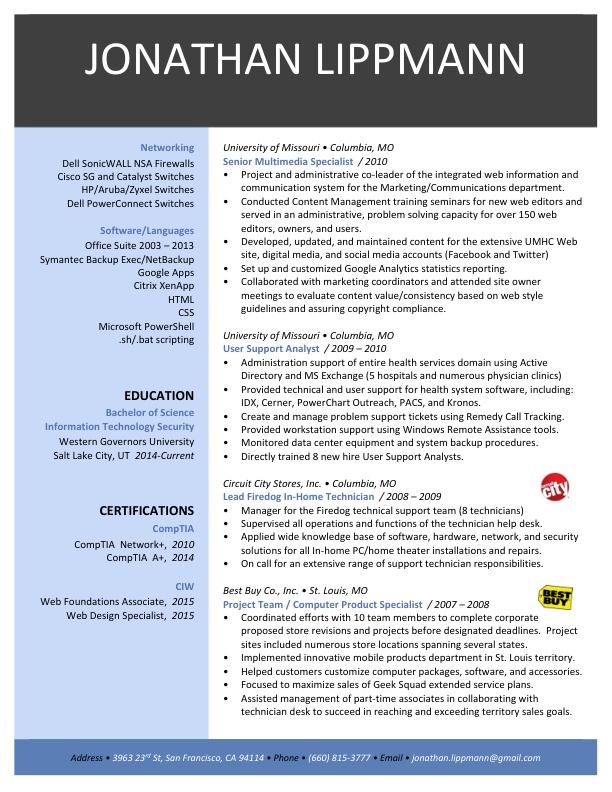 JONATHAN LIPPMANN
Networking
Dell SonicWALL NSA Firewalls
Cisco SG and Catalyst Switches
HP/Aruba/Zyxel Switches
Dell PowerConnect Switches
Software/Languages
Office Suite 2003 – 2013
Symantec Backup Exec/NetBackup
Google Apps
Citrix XenApp
HTML
CSS
Microsoft PowerShell
.sh/.bat scripting
EDUCATION
Bachelor of Science
Information Technology Security
Western Governors University
Salt Lake City, UT 2014-Current
CERTIFICATIONS
CompTIA
CompTIA Network+, 2010
CompTIA A+, 2014
CIW
Web Foundations Associate, 2015
Web Design Specialist, 2015
University of Missouri • Columbia, MO
Senior Multimedia Specialist / 2010
• Project and administrative co-leader of the integrated web information and
communication system for the Marketing/Communications department.
• Conducted Content Management training seminars for new web editors and
served in an administrative, problem solving capacity for over 150 web
editors, owners, and users.
• Developed, updated, and maintained content for the extensive UMHC Web
site, digital media, and social media accounts (Facebook and Twitter)
• Set up and customized Google Analytics statistics reporting.
• Collaborated with marketing coordinators and attended site owner
meetings to evaluate content value/consistency based on web style
guidelines and assuring copyright compliance.
University of Missouri • Columbia, MO
User Support Analyst / 2009 – 2010
• Administration support of entire health services domain using Active
Directory and MS Exchange (5 hospitals and numerous physician clinics)
• Provided technical and user support for health system software, including:
IDX, Cerner, PowerChart Outreach, PACS, and Kronos.
• Create and manage problem support tickets using Remedy Call Tracking.
• Provided workstation support using Windows Remote Assistance tools.
• Monitored data center equipment and system backup procedures.
• Directly trained 8 new hire User Support Analysts.
Circuit City Stores, Inc. • Columbia, MO
Lead Firedog In-Home Technician / 2008 – 2009
city
• Manager for the Firedog technical support team (8 technicians)
• Supervised all operations and functions of the technician help desk.
• Applied wide knowledge base of software, hardware, network, and security
solutions for all In-home PC/home theater installations and repairs.
• On call for an extensive range of support technician responsibilities.
Best Buy Co., Inc. • St. Louis, MO
Project Team / Computer Product Specialist / 2007 – 2008
BEST
BUY
• Coordinated efforts with 10 team members to complete corporate
proposed store revisions and projects before designated deadlines. Project
sites included numerous store locations spanning several states.
• Implemented innovative mobile products department in St. Louis territory.
• Helped customers customize computer packages, software, and accessories.
• Focused to maximize sales of Geek Squad extended service plans.
• Assisted management of part-time associates in collaborating with
technician desk to succeed in reaching and exceeding territory sales goals.
Address • 3963 23rd St, San Francisco, CA 94114 • Phone • (660) 815-3777 • Email • jonathan.lippmann@gmail.com